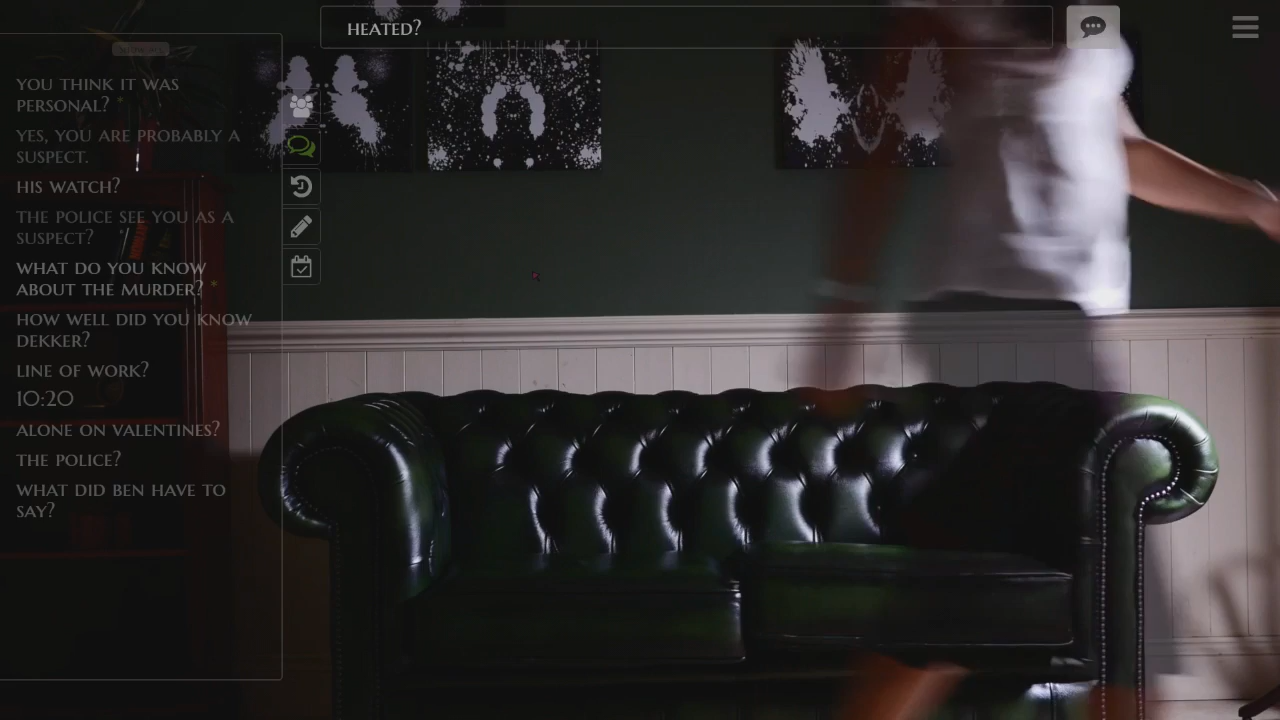 HEATED?
YOU THINK IT WAS
PERSONAL? *
YES, YOU ARE PROBABLY A
SUSPECT.
HIS WATCH?
THE POLICE SEE YOU AS A
SUSPECT?
WHAT DO YOU KNOW
ABOUT THE MURDER? *
HOW WELL DID YOU KNOW
DEKKER?
LINE OF WORK?
10:20
ALONE ON VALENTINES?
THE POLICE?
WHAT DID BEN HAVE TO
SAY?